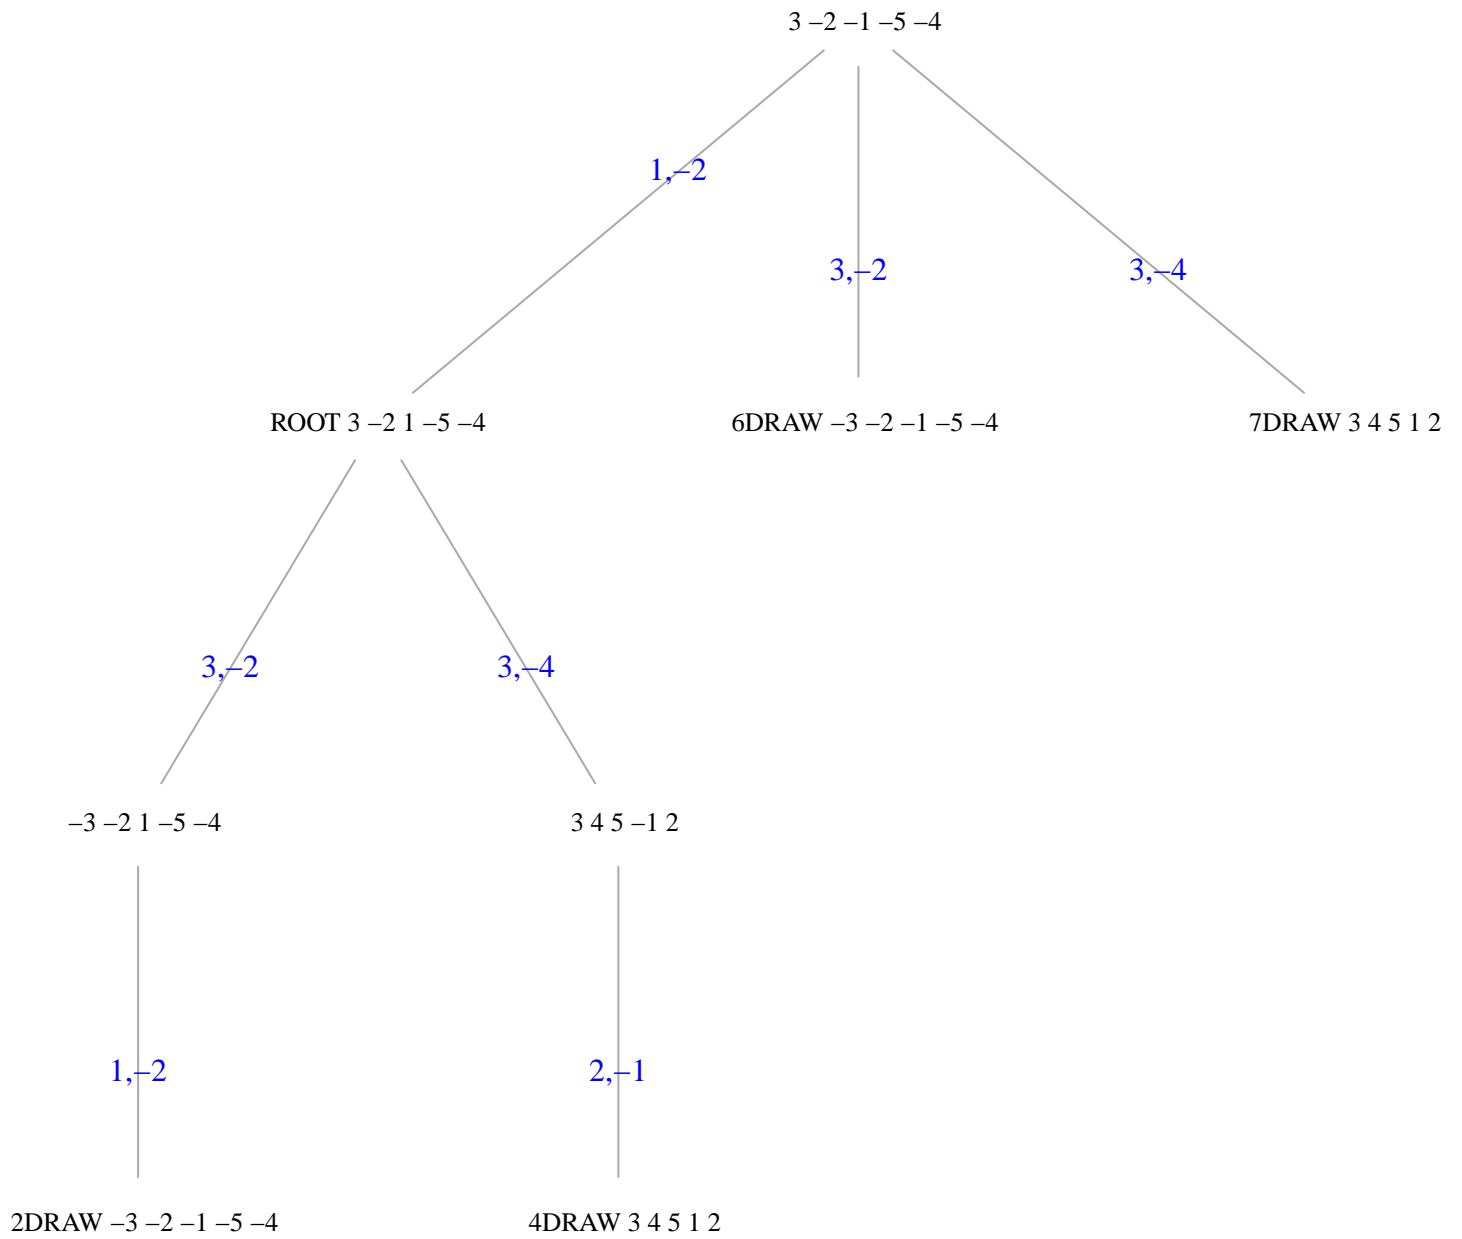 3 –2 –1 –5 –4
1,–2
3,–2
3,–4
ROOT 3 –2 1 –5 –4
6DRAW –3 –2 –1 –5 –4
7DRAW 3 4 5 1 2
3,–2
3,–4
–3 –2 1 –5 –4
3 4 5 –1 2
1,–2
2,–1
2DRAW –3 –2 –1 –5 –4
4DRAW 3 4 5 1 2